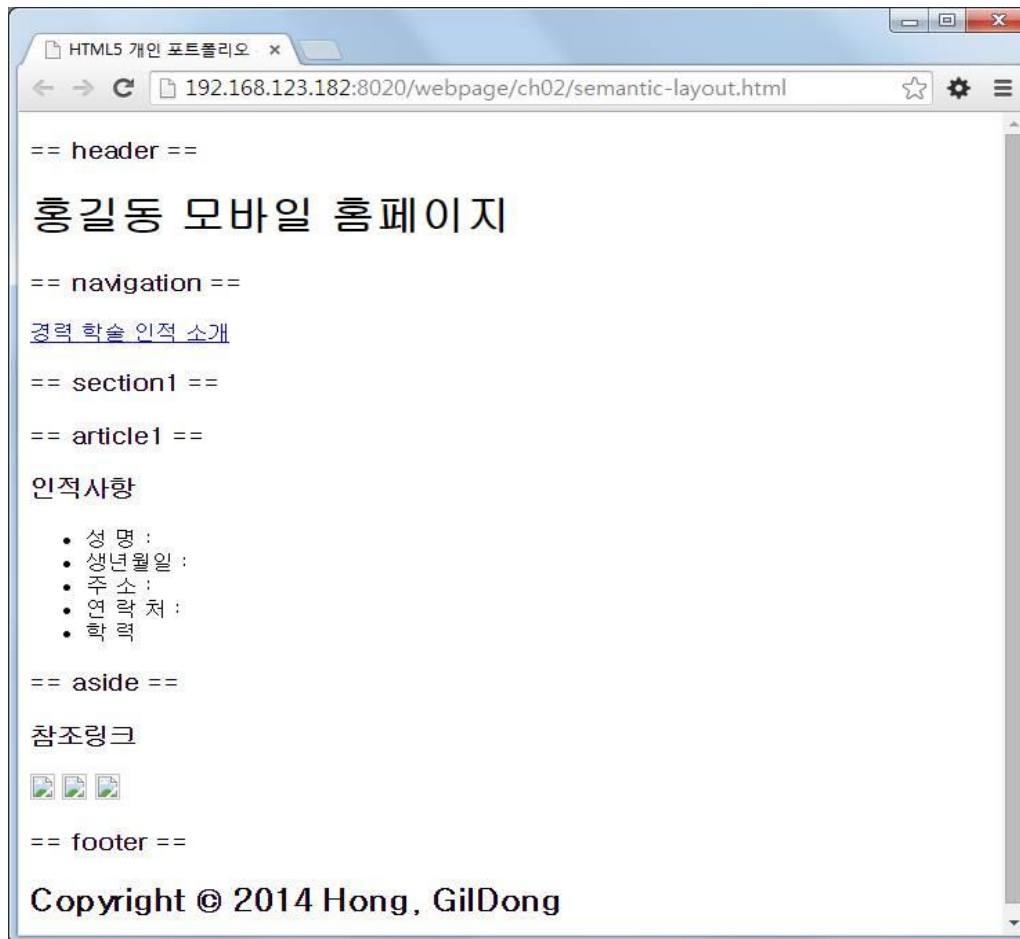 HTML5 개인 포트폴리오
192.168.123.182:8020/webpage/ch02/semantic-layout.html
== header ==
홍길동 모바일 홈페이지
== navigation ==
경력 학술 인적 소개
== section1 ==
== article1 ==
인적사항
성 명 :
생년월일 :
주 소 :
연 락 처 :
학 력
== aside ==
참조링크
== footer ==
Copyright © 2014 Hong, GilDong